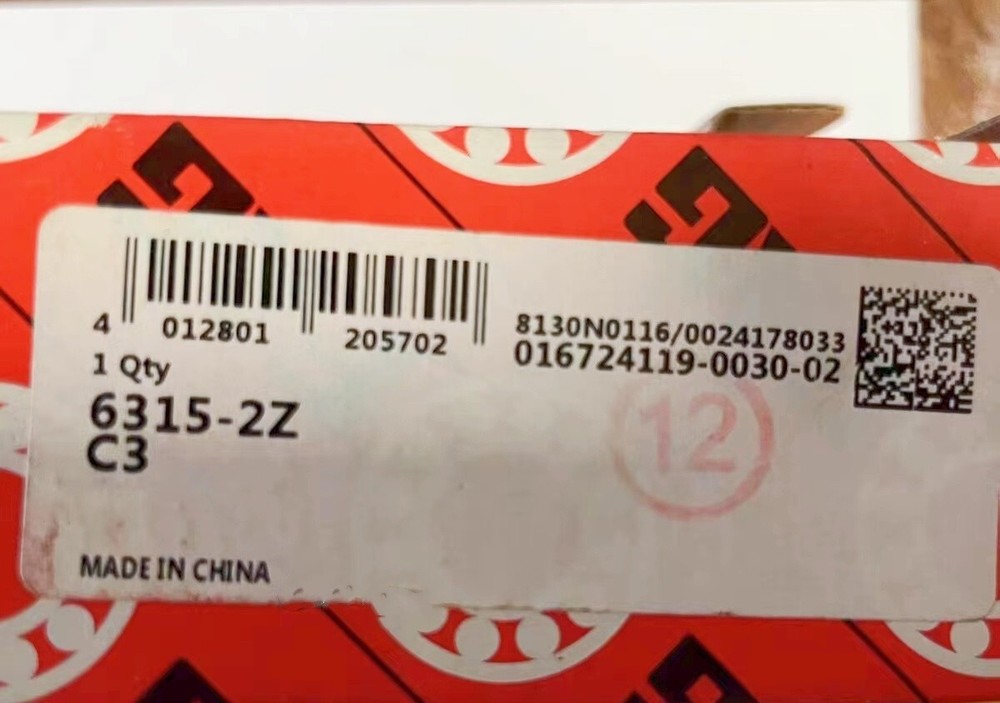 4 012801 205702
8130N0116/0024178033
016724119-0030-02
1 Qty
6315-2Z
C3
12
MADE IN CHINA